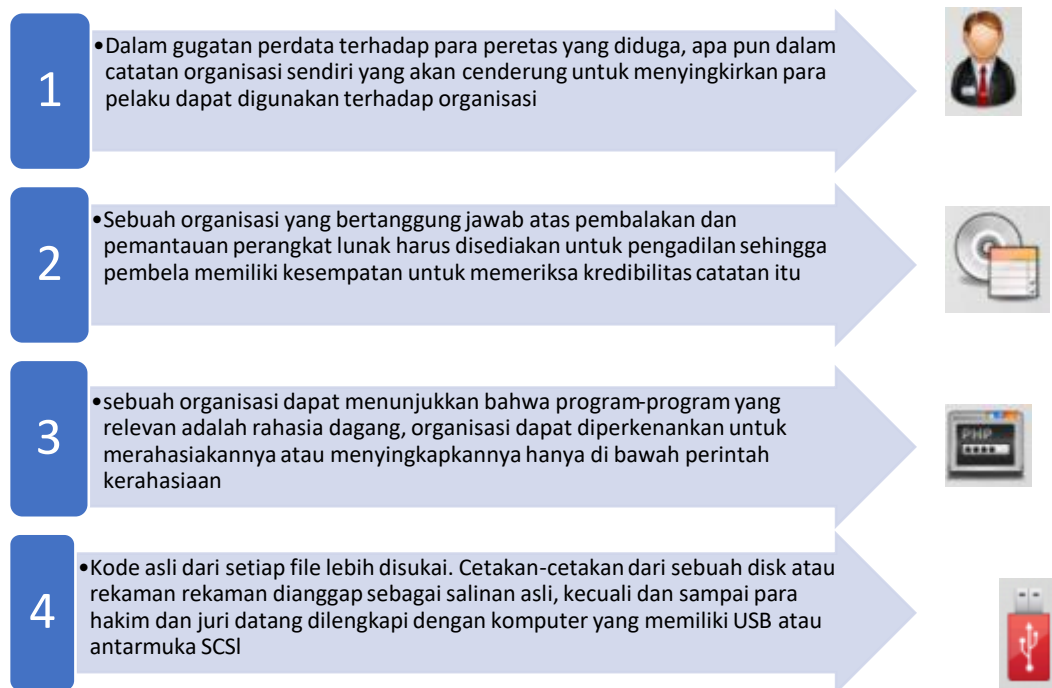 1
•Dalam gugatan perdata terhadap para peretas yang diduga, apa pun dalam
catatan organisasi sendiri yang akan cenderung untuk menyingkirkan para
pelaku dapat digunakan terhadap organisasi
2
•Sebuah organisasi yang bertanggung jawab atas pembalakan dan
pemantauan perangkat lunak harus disediakan untuk pengadilan sehingga
pembela memiliki kesempatan untuk memeriksa kredibilitas catatan itu
3
•sebuah organisasi dapat menunjukkan bahwa program-program yang
relevan adalah rahasia dagang, organisasi dapat diperkenankan untuk
merahasiakannya atau menyingkapkannya hanya di bawah perintah
kerahasiaan
PHP
****
4
•Kode asli dari setiap file lebih disukai. Cetakan-cetakan dari sebuah disk atau
rekaman rekaman dianggap sebagai salinan asli, kecuali dan sampai para
hakim dan juri datang dilengkapi dengan komputer yang memiliki USB atau
antarmuka SCSl